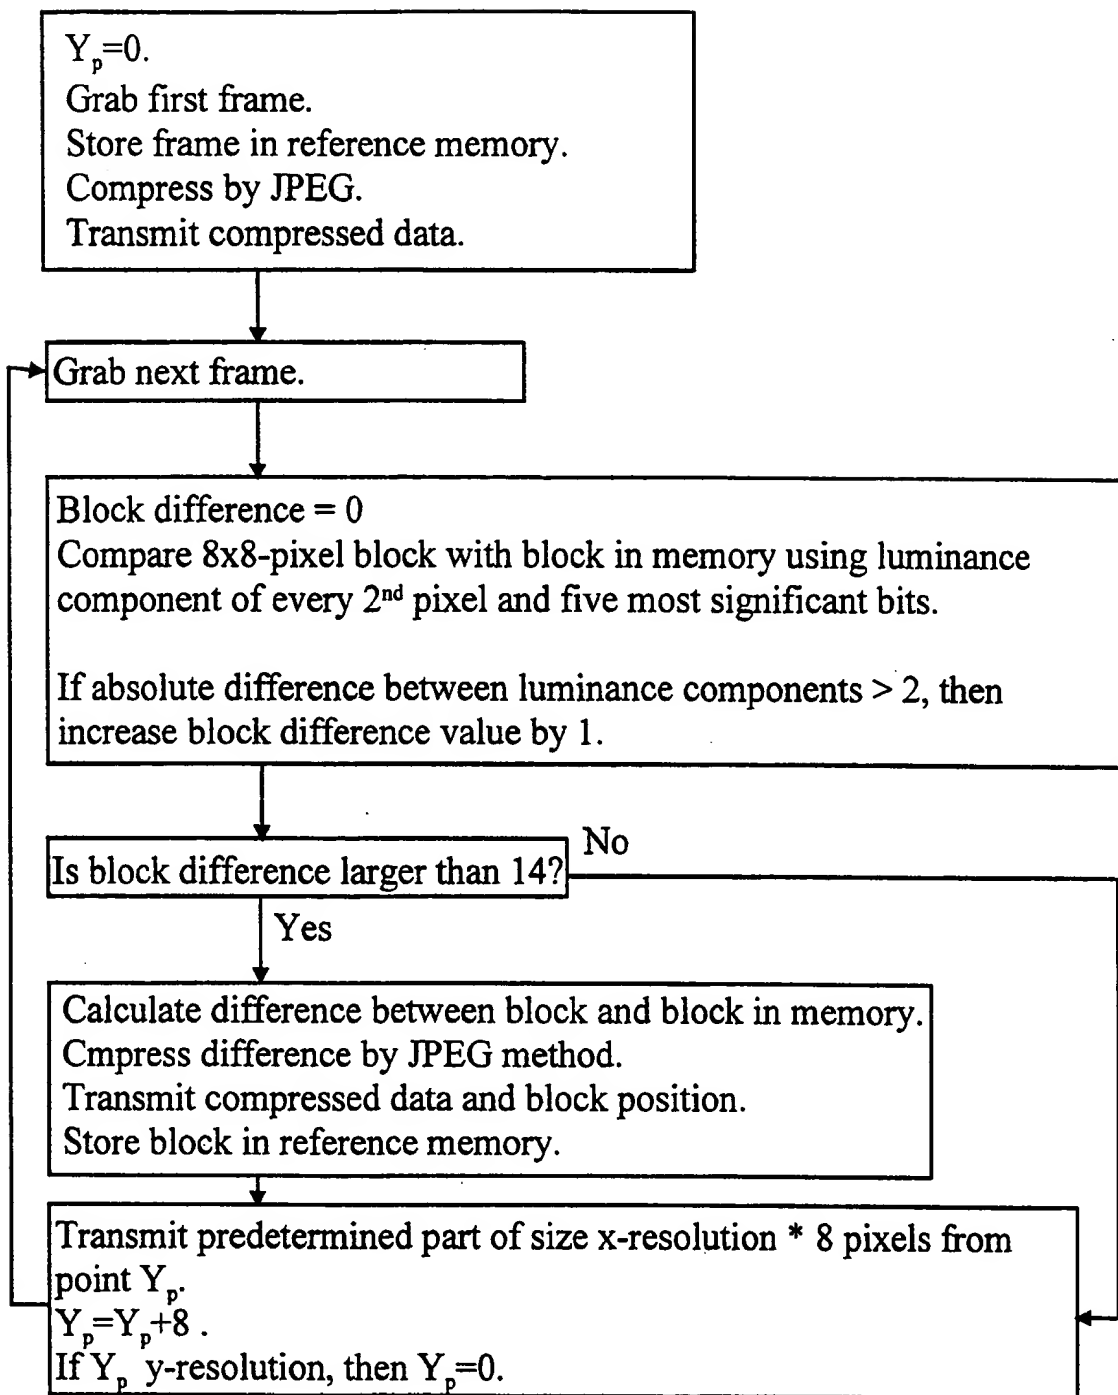 Yₚ=0.
Grab first frame.
Store frame in reference memory.
Compress by JPEG.
Transmit compressed data.
Grab next frame.
Block difference = 0
Compare 8x8-pixel block with block in memory using luminance
component of every 2ⁿᵈ pixel and five most significant bits.
If absolute difference between luminance components > 2, then
increase block difference value by 1.
Is block difference larger than 14?
No
Yes
Calculate difference between block and block in memory.
Cmpress difference by JPEG method.
Transmit compressed data and block position.
Store block in reference memory.
Transmit predetermined part of size x-resolution * 8 pixels from
point Yₚ.
Yₚ=Yₚ+8 .
If Yₚ y-resolution, then Yₚ=0.